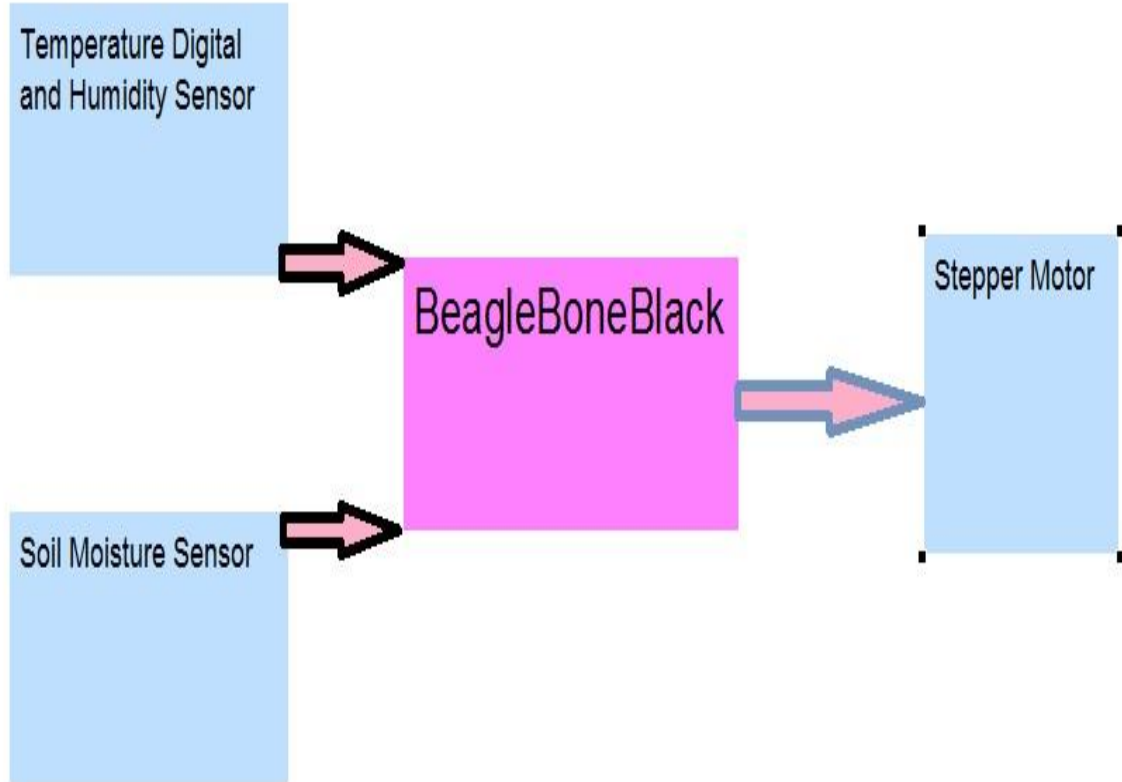 Temperature Digital
and Humidity Sensor
BeagleBoneBlack
Stepper Motor
Soil Moisture Sensor